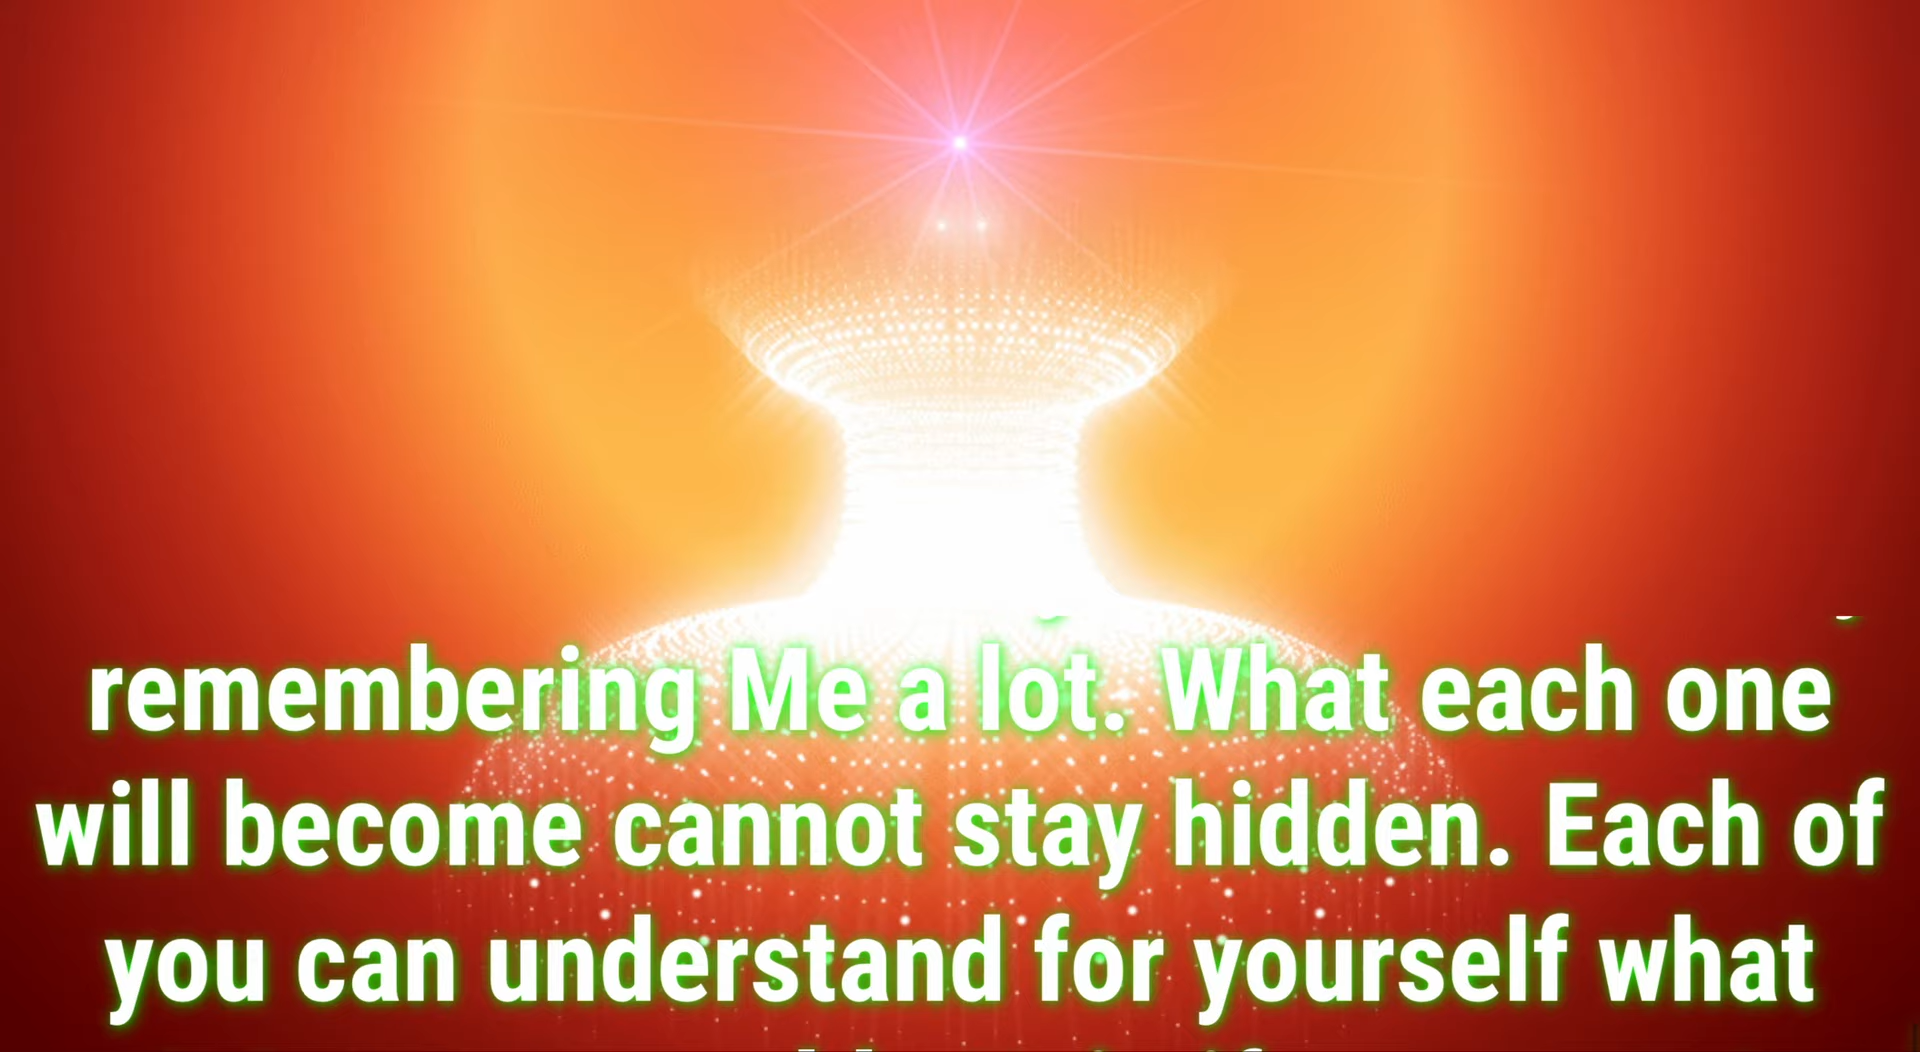 remembering Me a lot. What each one
will become cannot stay hidden. Each of
you can understand for yourself what